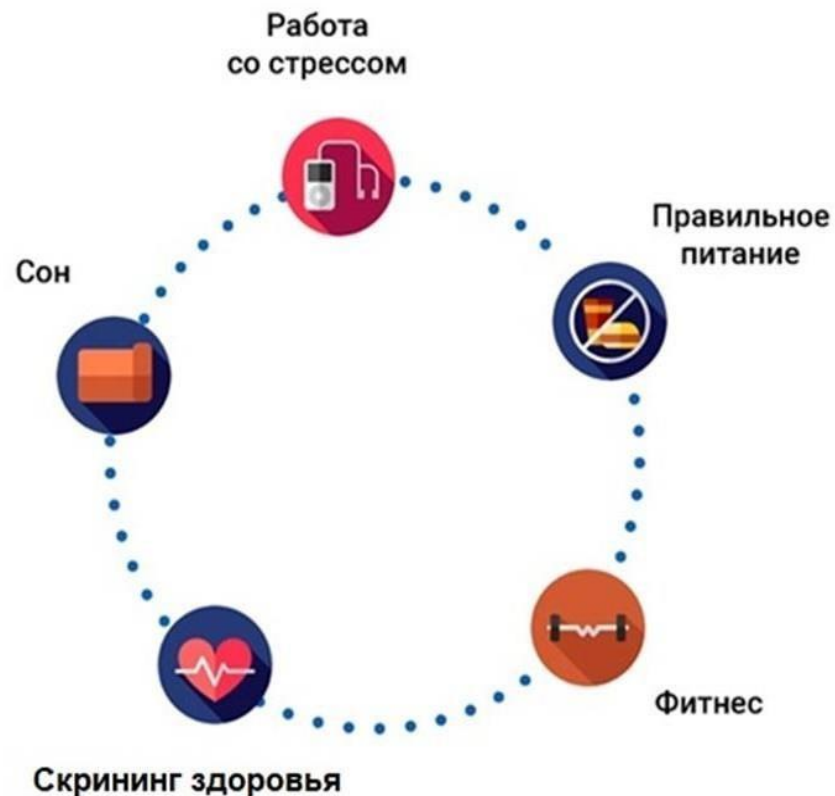 Работа
со стрессом
Правильное
питание
Сон
Фитнес
Скрининг здоровья